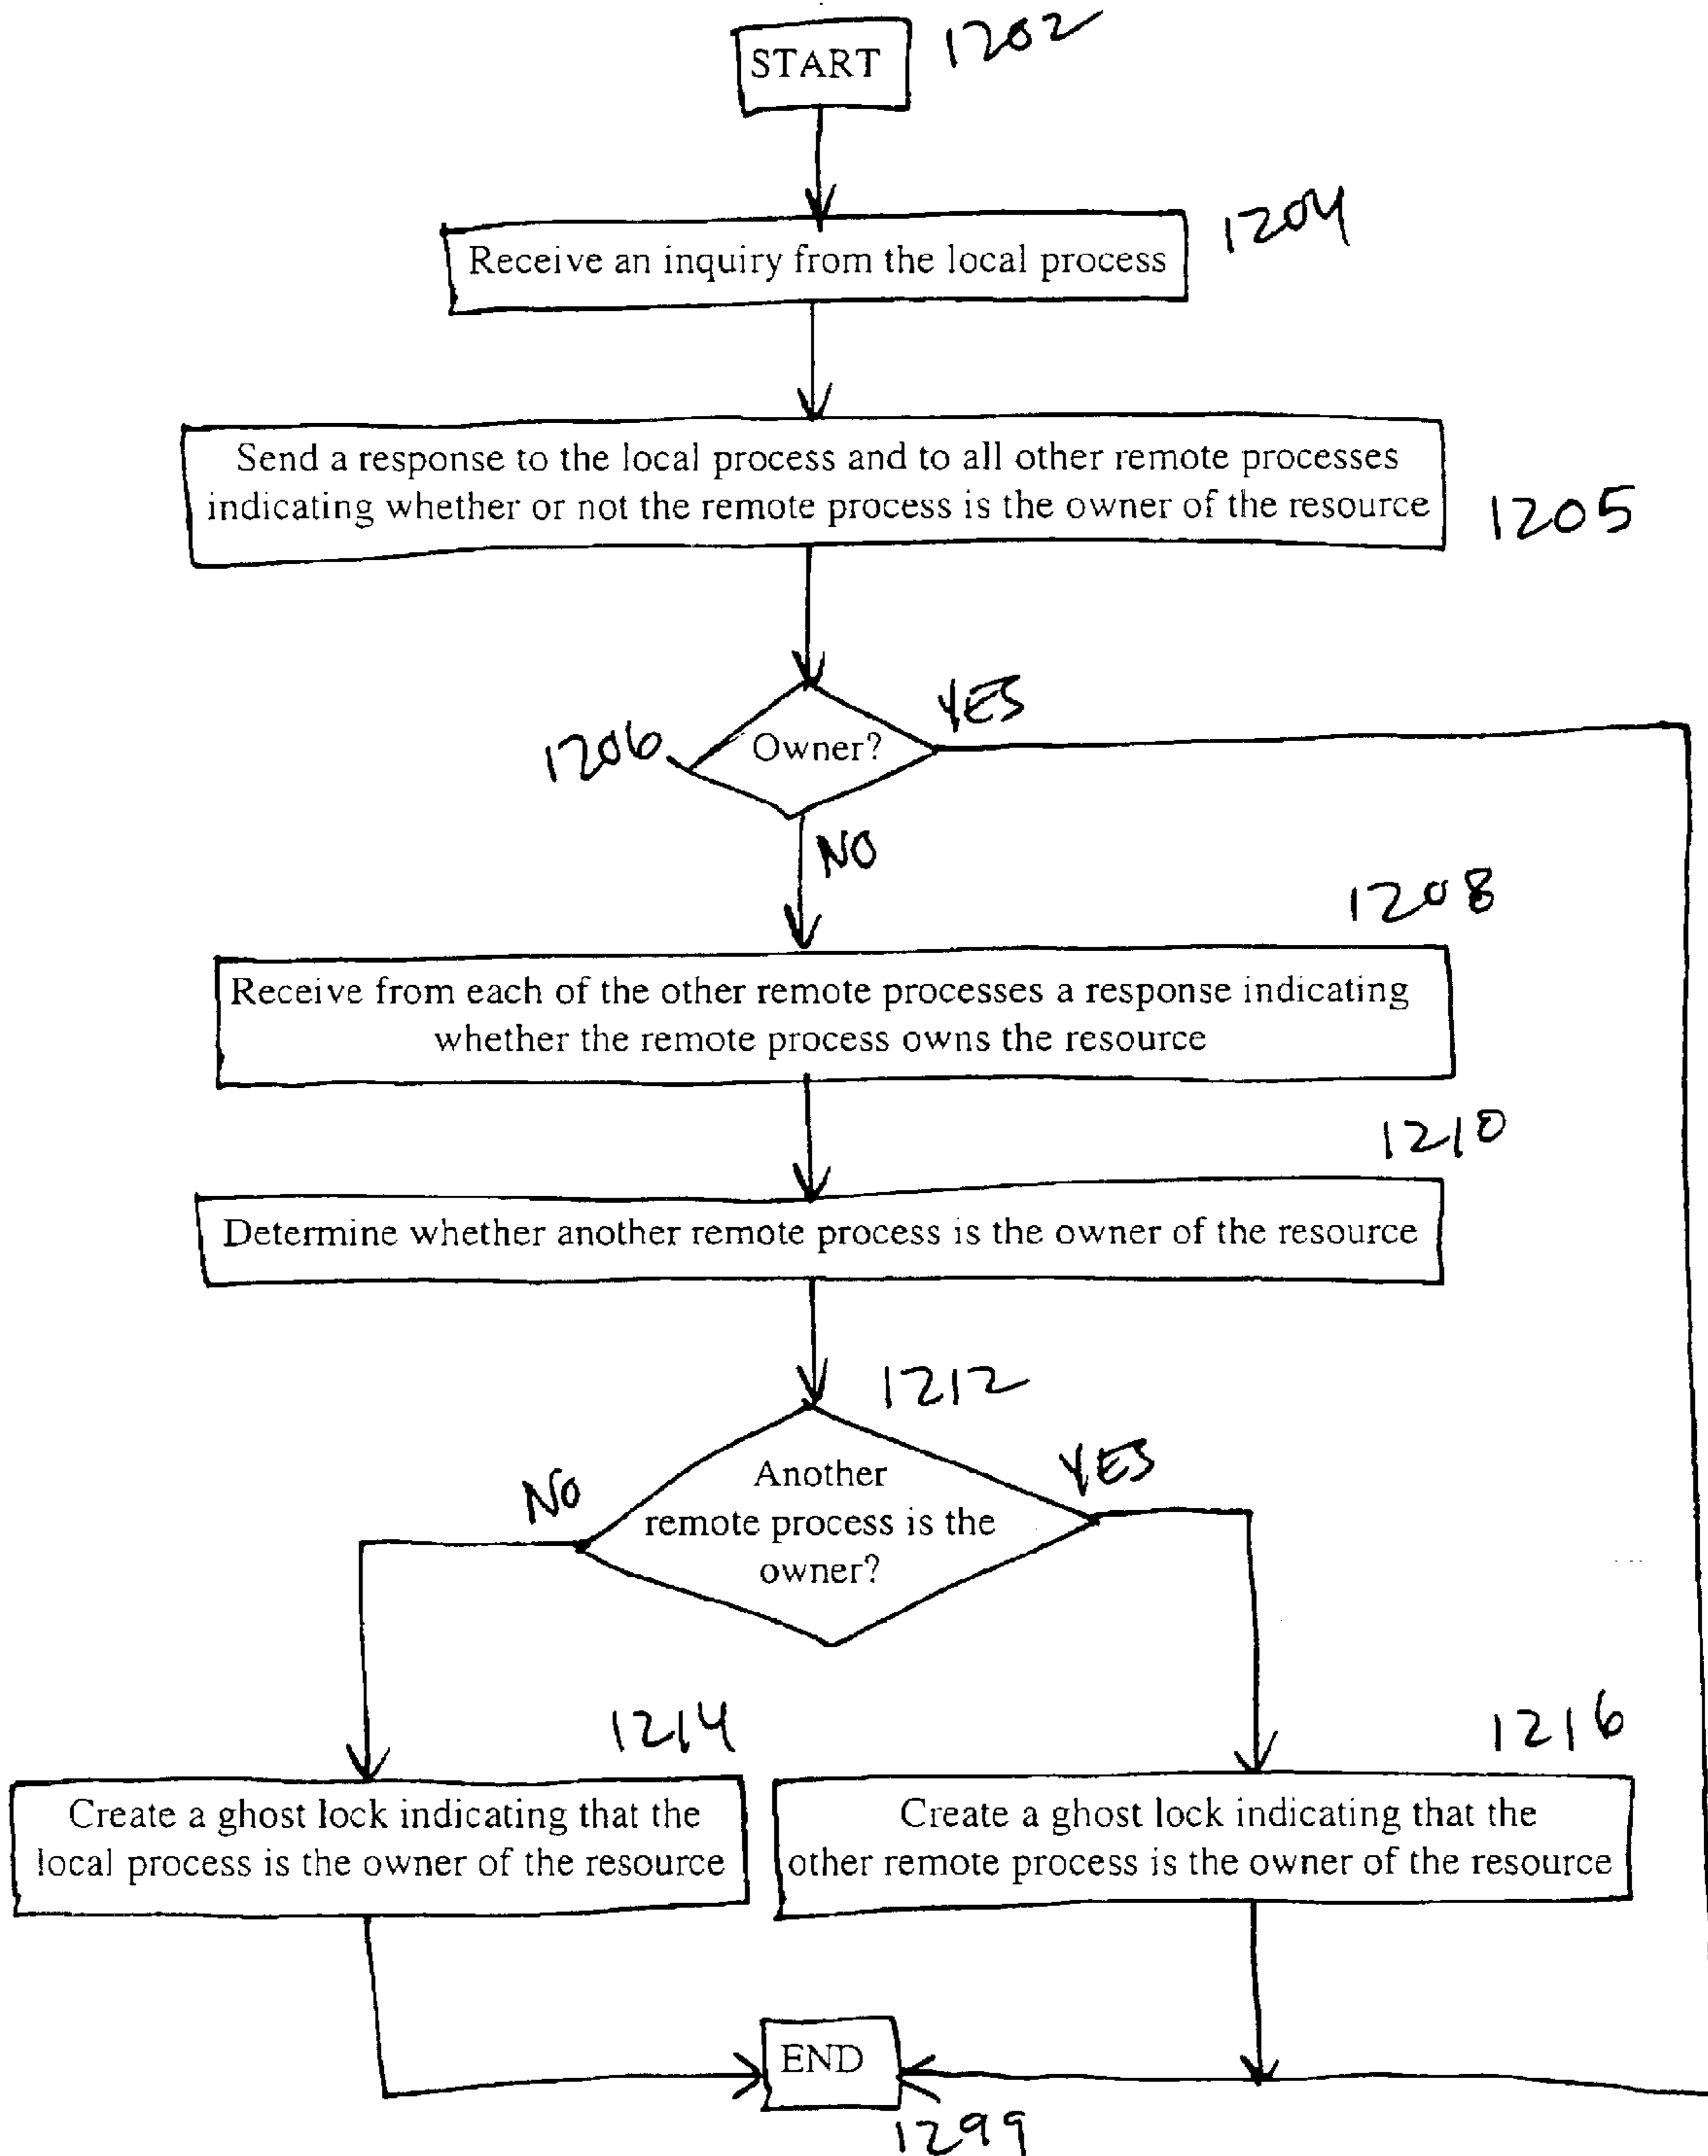 START
1202
1204
Receive an inquiry from the local process
Send a response to the local process and to all other remote processes
indicating whether or not the remote process is the owner of the resource
1205
YES
1206
Owner?
NO
1208
Receive from each of the other remote processes a response indicating
whether the remote process owns the resource
1210
Determine whether another remote process is the owner of the resource
1212
NO
YES
Another
remote process is the
owner?
1214
1216
Create a ghost lock indicating that the
local process is the owner of the resource
Create a ghost lock indicating that the
other remote process is the owner of the resource
END
1299